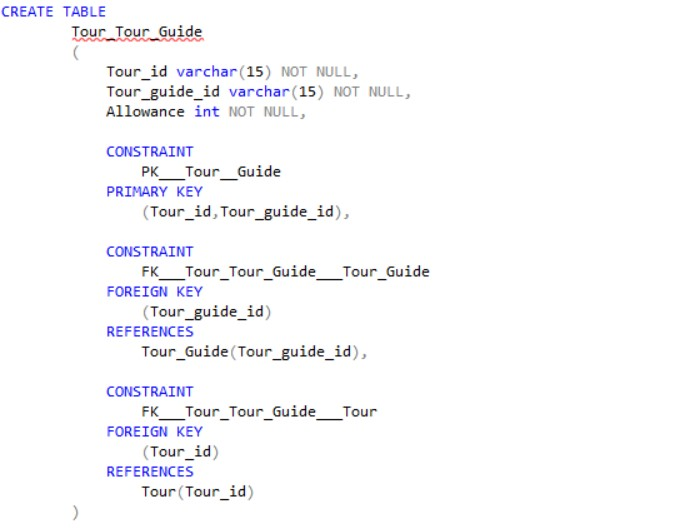 CREATE TABLE
Tour_Tour_Guide
(
Tour_id varchar(15) NOT NULL,
Tour_guide_id varchar(15) NOT NULL,
Allowance int NOT NULL,
CONSTRAINT
PK___Tour__Guide
PRIMARY KEY
(Tour_id,Tour_guide_id),
CONSTRAINT
FK___Tour_Tour_Guide___Tour_Guide
FOREIGN KEY
(Tour_guide_id)
REFERENCES
Tour_Guide(Tour_guide_id),
CONSTRAINT
FK___Tour_Tour_Guide___Tour
FOREIGN KEY
(Tour_id)
REFERENCES
Tour(Tour_id)
)